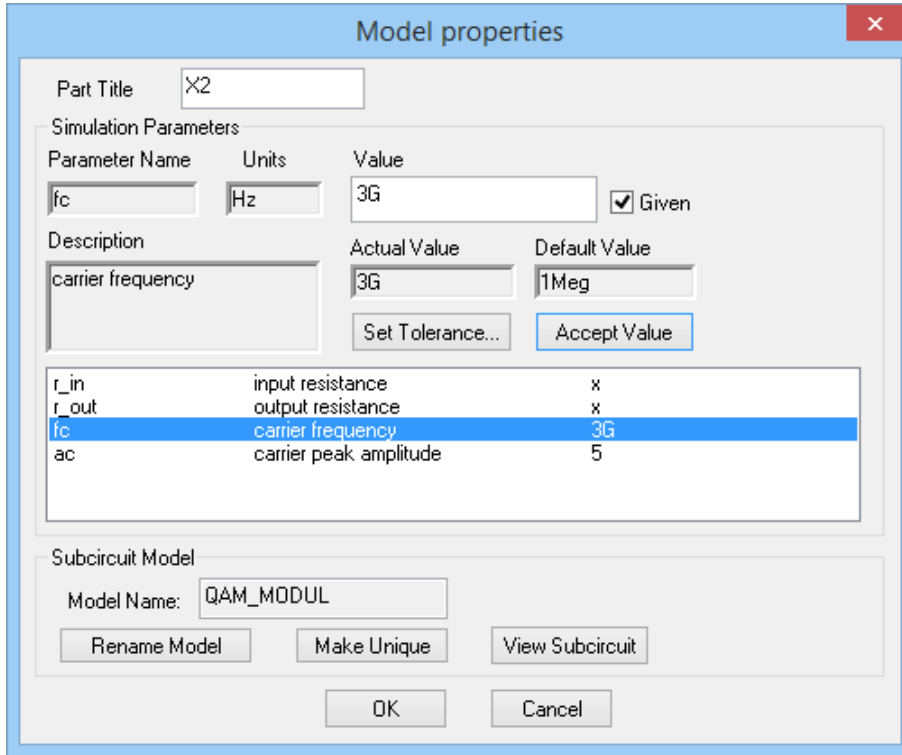 Model properties
Part Title X2
Simulation Parameters
Parameter Name Units Value
fc Hz 3G Given
Description Actual Value Default Value
carrier frequency 3G 1Meg
Set Tolerance... Accept Value
r_in input resistance x
r_out output resistance x
fc carrier frequency 3G
ac carrier peak amplitude 5
Subcircuit Model
Model Name: QAM_MODUL
Rename Model Make Unique View Subcircuit
OK Cancel